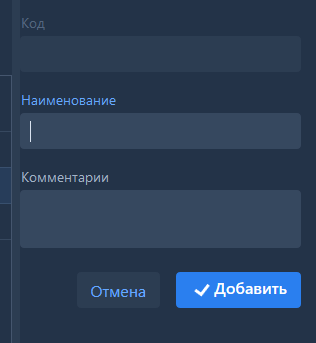 Код
Наименование
Комментарии
Отмена
Добавить